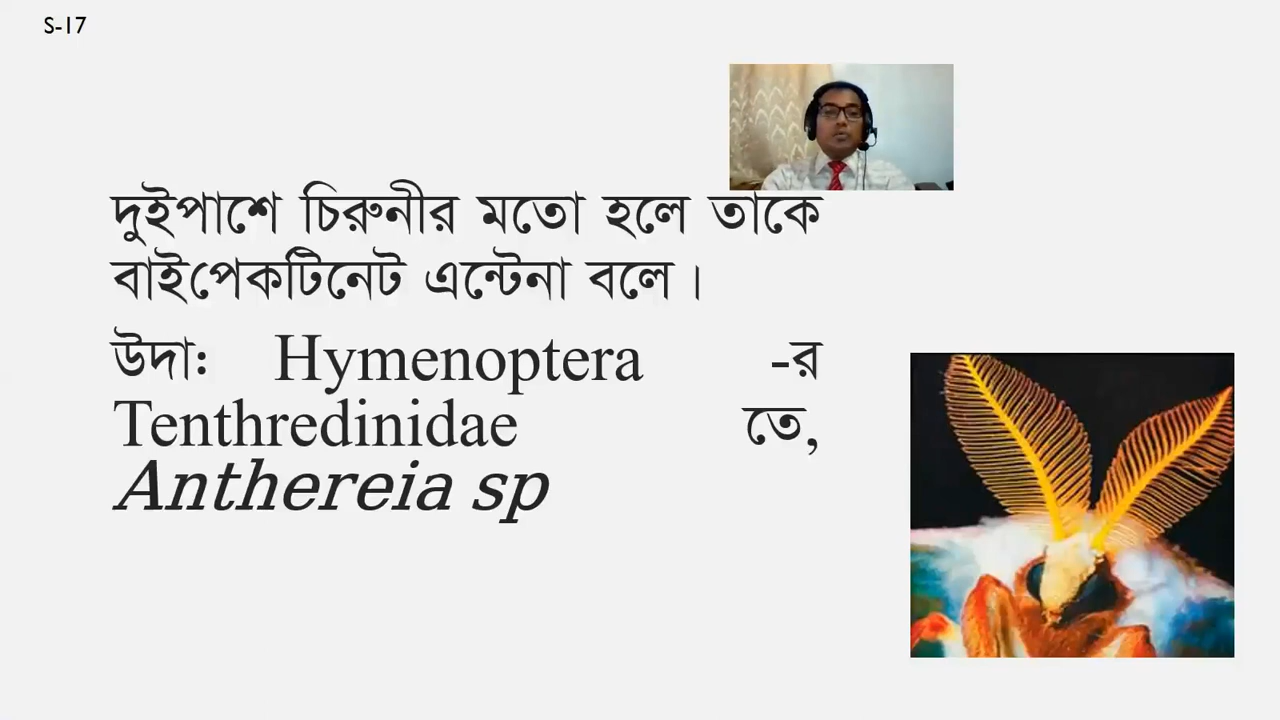 S-17
দুইপাশে চিরুনীর মতো হলে তাকে
বাইপেকটিনেট এন্টেনা বলে।
উদাঃ Hymenoptera -র
Tenthredinidae তে,
Anthereia sp